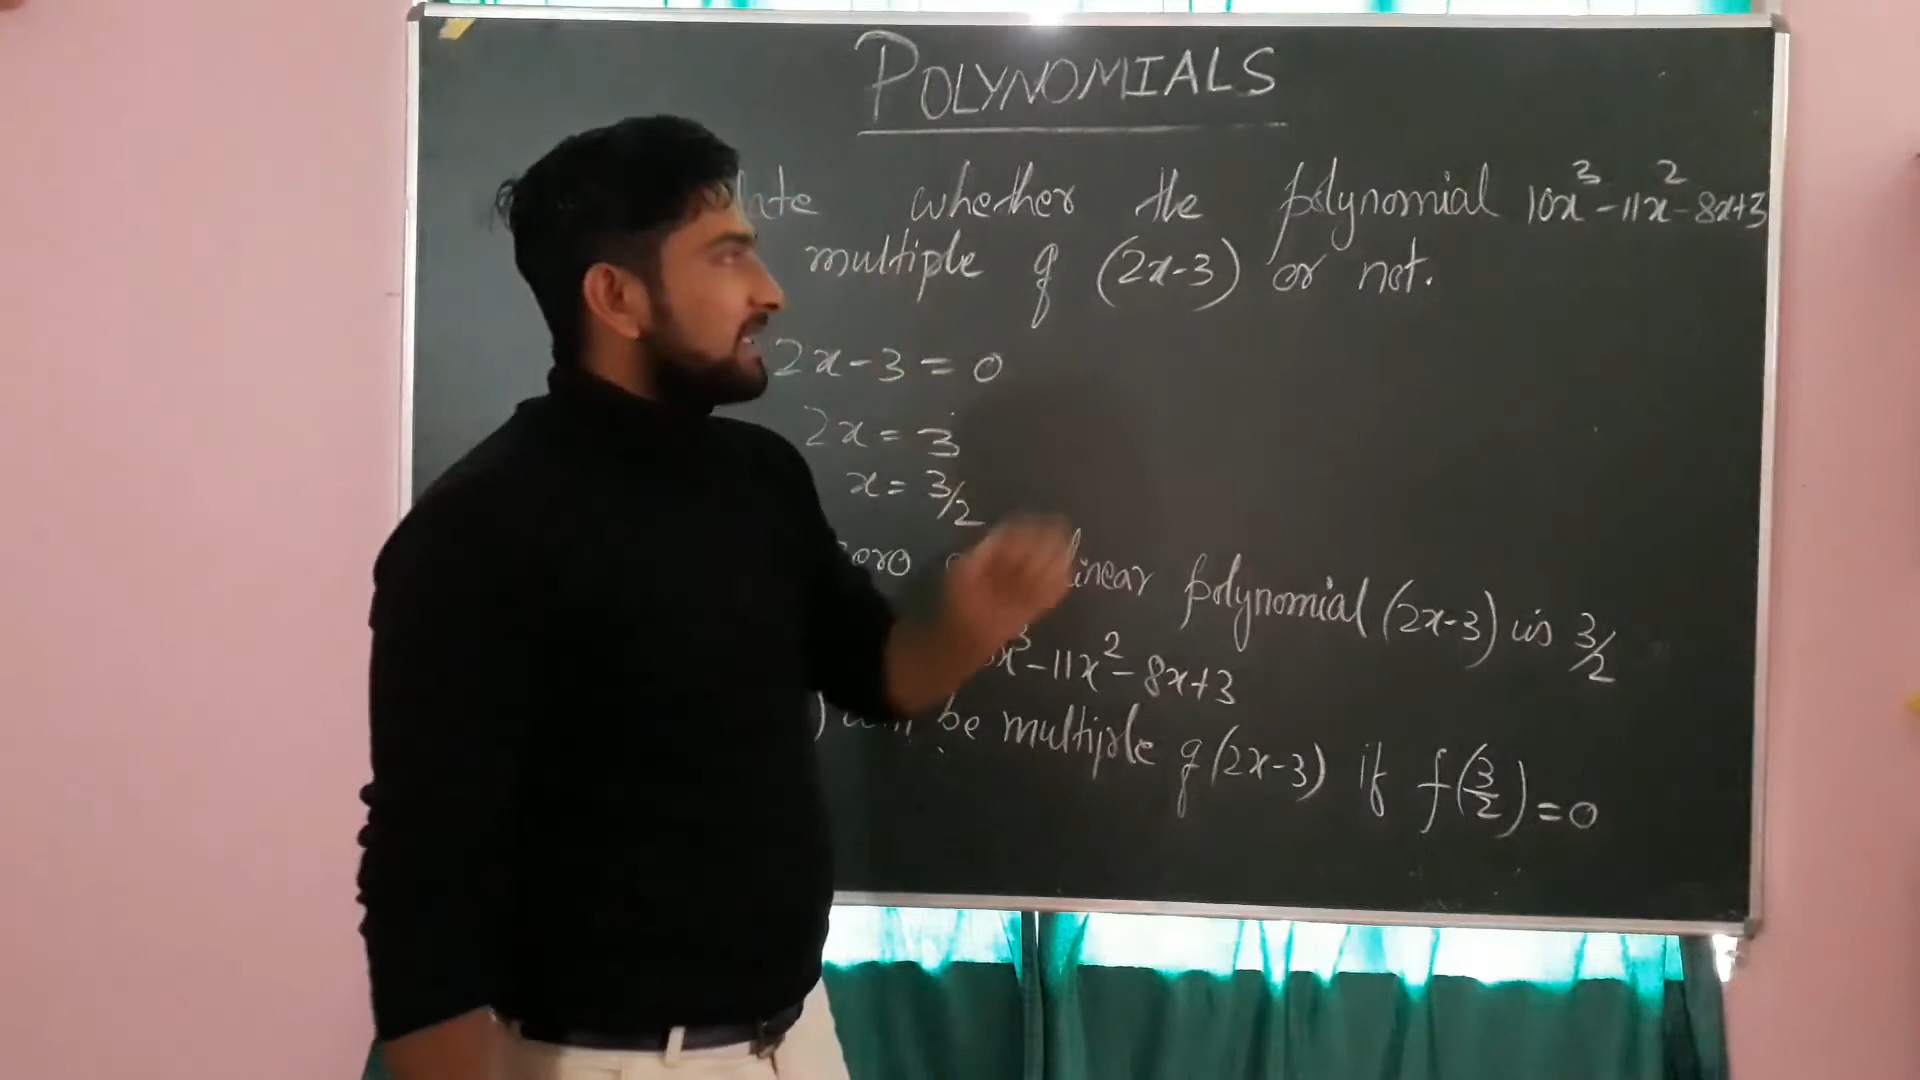 POLYNOMIALS
whether the polynomial 10x³-11x²-8x+3
multiple of (2x-3) or not.
2x-3=0
2x=3
x=3/2
linear polynomial (2x-3) is 3/2
x³-11x²-8x+3
) be multiple of (2x-3) if f(3/2)=0